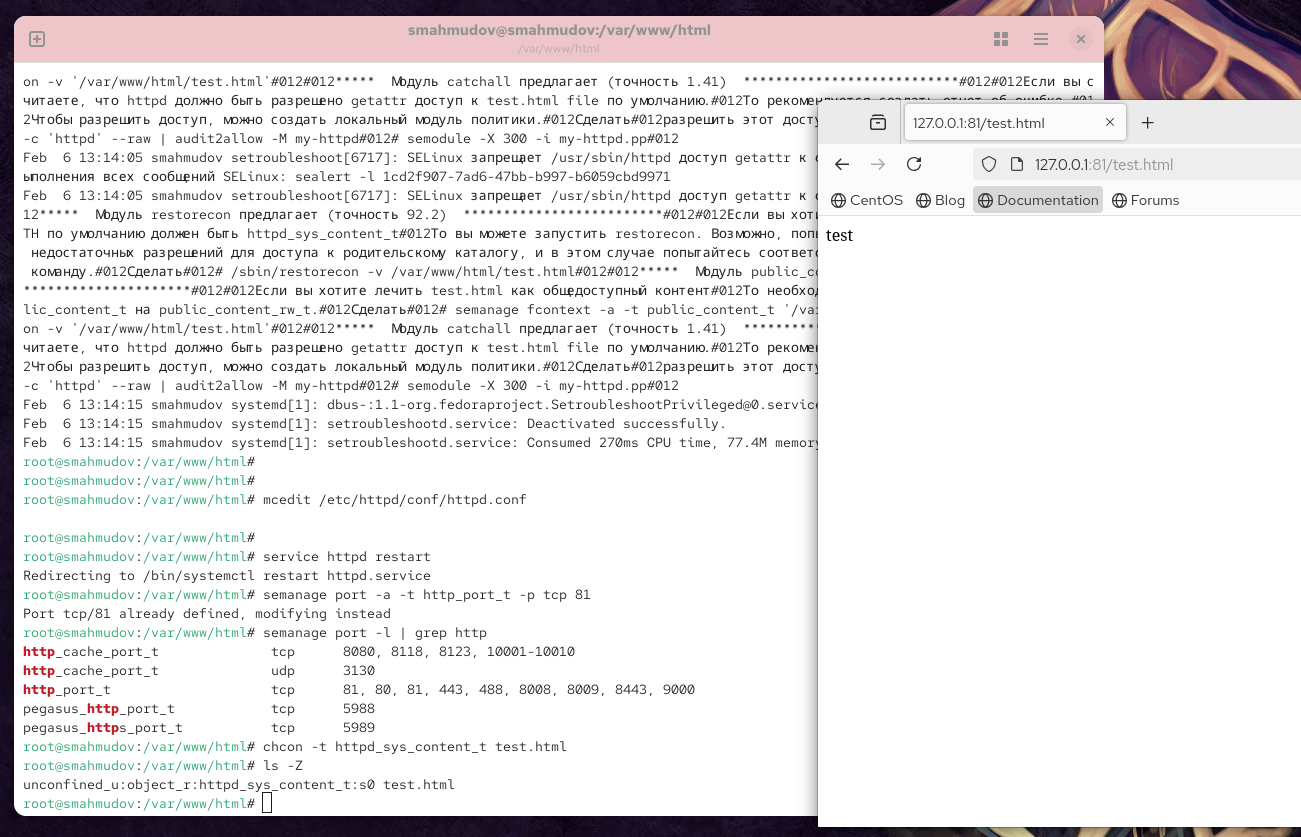 smahmudov@smahmudov:/var/www/html
/var/www/html
on -v '/var/www/html/test.html'#012#012*****  Модуль catchall предлагает (точность 1.41)  ***************************#012#012Если вы с
читаете, что httpd должно быть разрешено getattr доступ к test.html file по умолчанию.#012То рекомендуется создать отчет об ошибке.#01
2Чтобы разрешить доступ, можно создать локальный модуль политики.#012Сделать#012разрешить этот досту
-c 'httpd' --raw | audit2allow -M my-httpd#012# semodule -X 300 -i my-httpd.pp#012
Feb  6 13:14:05 smahmudov setroubleshoot[6717]: SELinux запрещает /usr/sbin/httpd доступ getattr к
ыполнения всех сообщений SELinux: sealert -l 1cd2f907-7ad6-47bb-b997-b6059cbd9971
Feb  6 13:14:05 smahmudov setroubleshoot[6717]: SELinux запрещает /usr/sbin/httpd доступ getattr к
12*****  Модуль restorecon предлагает (точность 92.2)  *************************#012#012Если вы хоти
ТН по умолчанию должен быть httpd_sys_content_t#012То вы можете запустить restorecon. Возможно, попы
недостаточных разрешений для доступа к родительскому каталогу, и в этом случае попытайтесь соответс
команду.#012Сделать#012# /sbin/restorecon -v /var/www/html/test.html#012#012*****  Модуль public_co
*********************#012#012Если вы хотите лечить test.html как общедоступный контент#012То необход
lic_content_t на public_content_rw_t.#012Сделать#012# semanage fcontext -a -t public_content_t '/va
on -v '/var/www/html/test.html'#012#012*****  Модуль catchall предлагает (точность 1.41)  *********
читаете, что httpd должно быть разрешено getattr доступ к test.html file по умолчанию.#012То рекомен
2Чтобы разрешить доступ, можно создать локальный модуль политики.#012Сделать#012разрешить этот досту
-c 'httpd' --raw | audit2allow -M my-httpd#012# semodule -X 300 -i my-httpd.pp#012
Feb  6 13:14:15 smahmudov systemd[1]: dbus-:1.1-org.fedoraproject.SetroubleshootPrivileged@0.service
Feb  6 13:14:15 smahmudov systemd[1]: setroubleshootd.service: Deactivated successfully.
Feb  6 13:14:15 smahmudov systemd[1]: setroubleshootd.service: Consumed 270ms CPU time, 77.4M memory
root@smahmudov:/var/www/html#
root@smahmudov:/var/www/html#
root@smahmudov:/var/www/html# mcedit /etc/httpd/conf/httpd.conf
root@smahmudov:/var/www/html#
root@smahmudov:/var/www/html# service httpd restart
Redirecting to /bin/systemctl restart httpd.service
root@smahmudov:/var/www/html# semanage port -a -t http_port_t -p tcp 81
Port tcp/81 already defined, modifying instead
root@smahmudov:/var/www/html# semanage port -l | grep http
http_cache_port_t              tcp      8080, 8118, 8123, 10001-10010
http_cache_port_t              udp      3130
http_port_t                    tcp      81, 80, 81, 443, 488, 8008, 8009, 8443, 9000
pegasus_http_port_t            tcp      5988
pegasus_https_port_t           tcp      5989
root@smahmudov:/var/www/html# chcon -t httpd_sys_content_t test.html
root@smahmudov:/var/www/html# ls -Z
unconfined_u:object_r:httpd_sys_content_t:s0 test.html
root@smahmudov:/var/www/html#
127.0.0.1:81/test.html
127.0.0.1:81/test.html
CentOS Blog Documentation Forums
test